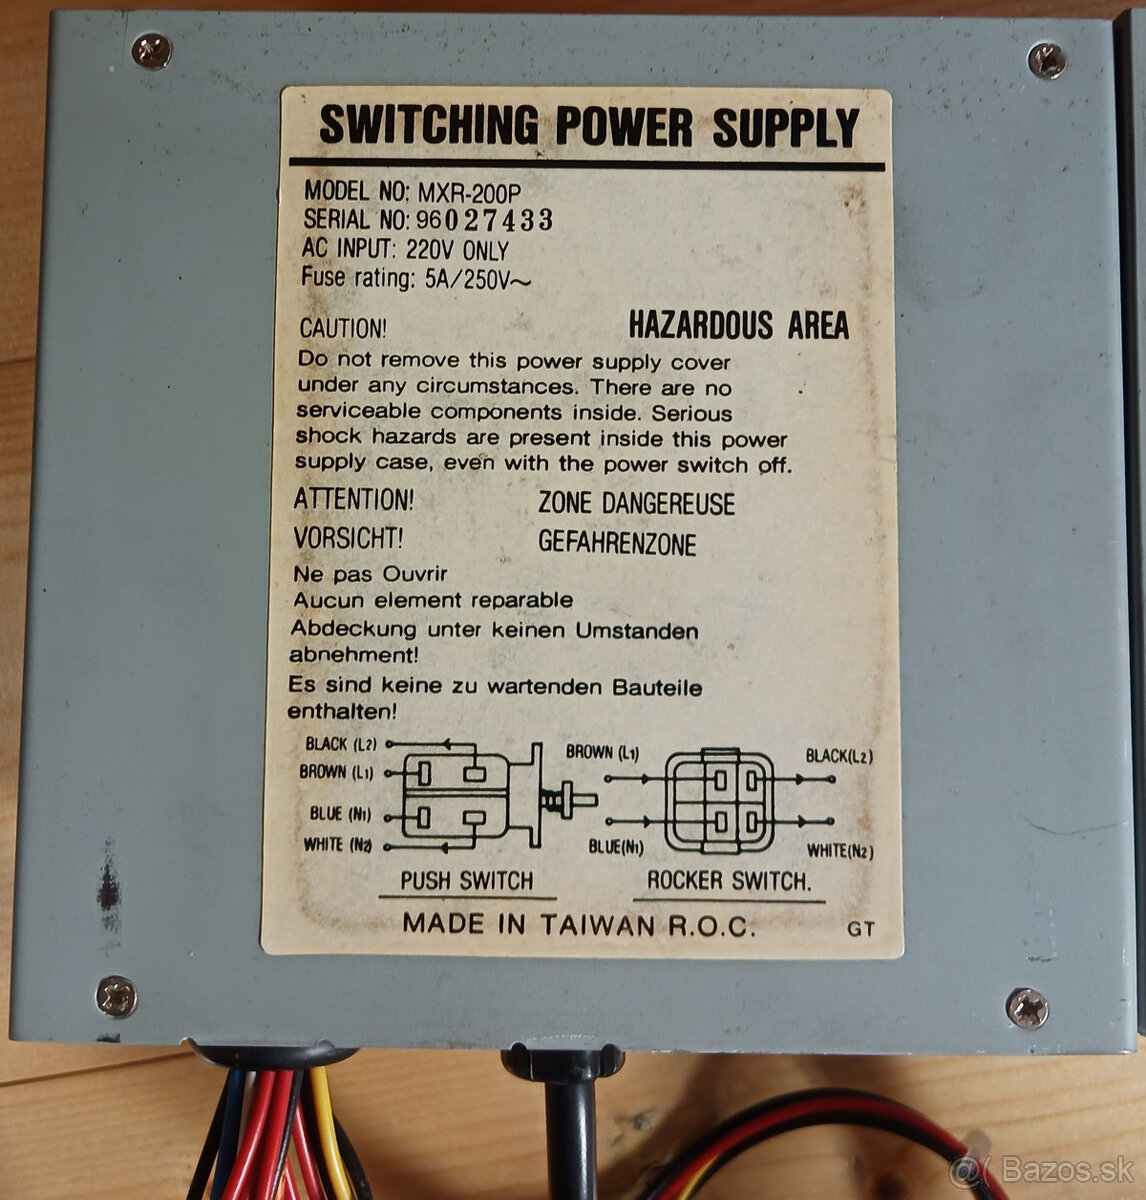 SWITCHING POWER SUPPLY
MODEL NO: MXR-200P
SERIAL NO: 96027433
AC INPUT: 220V ONLY
Fuse rating: 5A/250V~
CAUTION! HAZARDOUS AREA
Do not remove this power supply cover
under any circumstances. There are no
serviceable components inside. Serious
shock hazards are present inside this power
supply case, even with the power switch off.
ATTENTION! ZONE DANGEREUSE
VORSICHT! GEFAHRENZONE
Ne pas Ouvrir
Aucun element reparable
Abdeckung unter keinen Umstanden
abnehment!
Es sind keine zu wartenden Bauteile
enthalten!
BLACK (L2)
BROWN (L1)
BLUE (N1)
WHITE (N2)
PUSH SWITCH
BROWN (L1) BLACK(L2)
BLUE(N1) WHITE(N2)
ROCKER SWITCH.
MADE IN TAIWAN R.O.C. GT
@( Bazos.sk